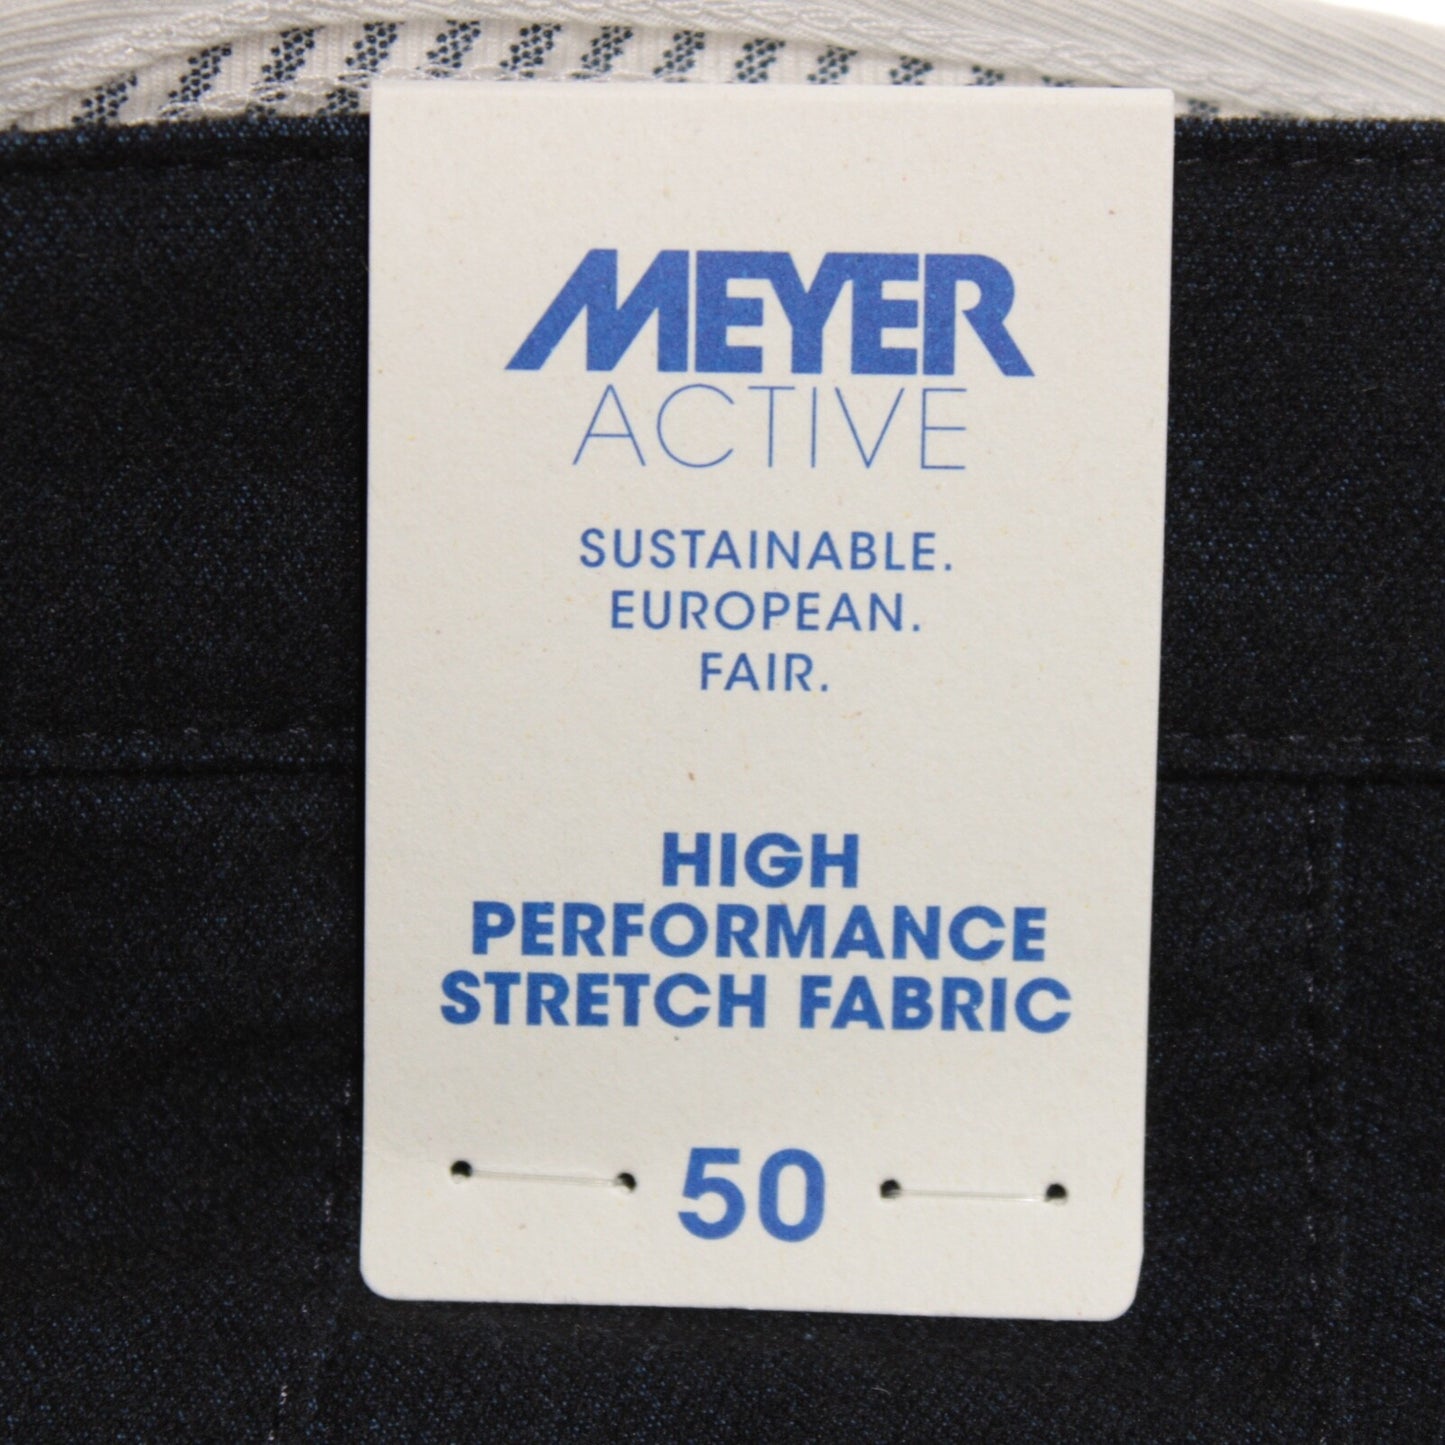 MEYER
ACTIVE
SUSTAINABLE.
EUROPEAN.
FAIR.
HIGH
PERFORMANCE
STRETCH FABRIC
50